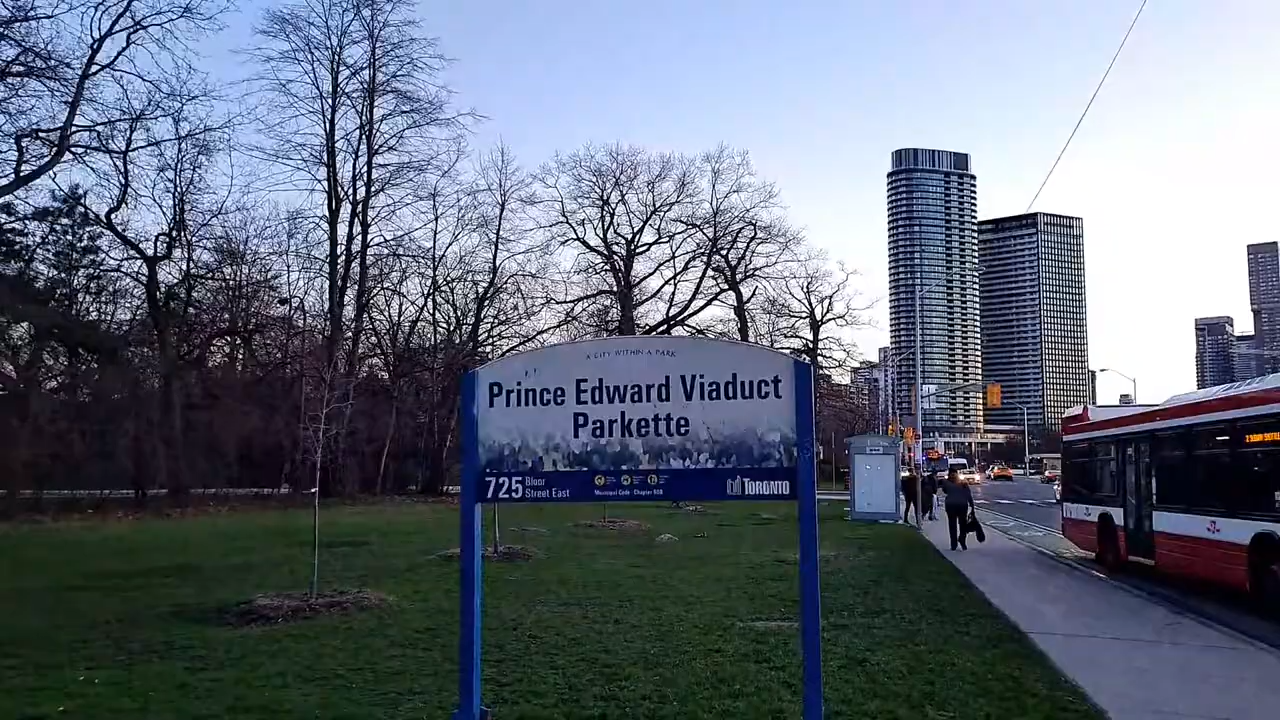 A CITY WITHIN A PARK
Prince Edward Viaduct
Parkette
725 Bloor
Street East
Municipal Code Chapter 608
TORONTO